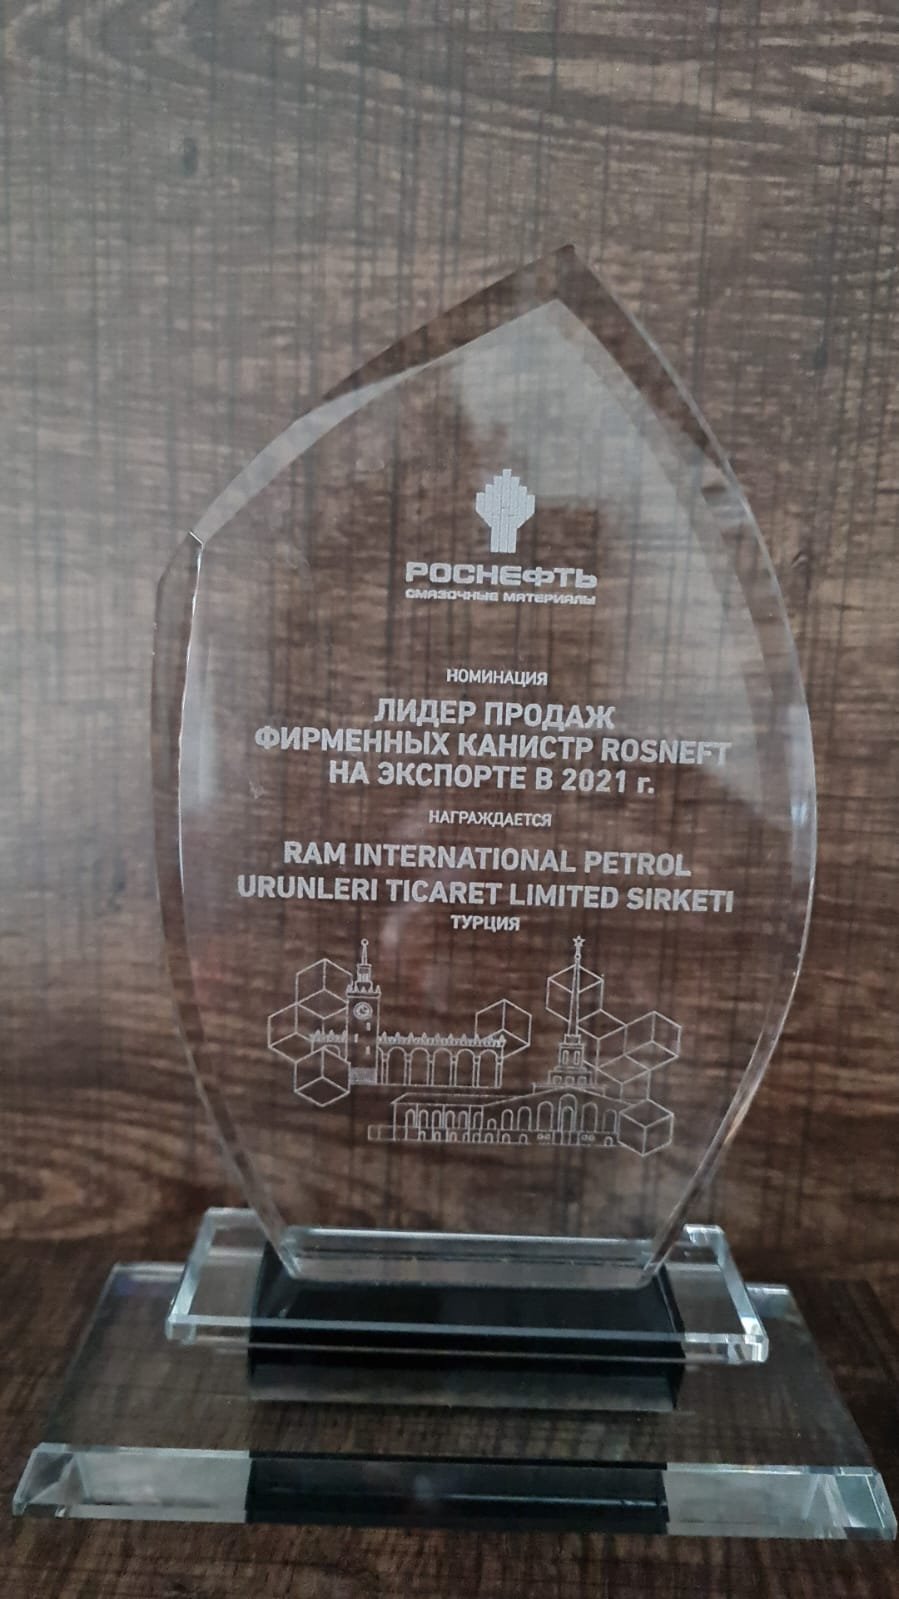 РОСНЕФТЬ
СМАЗОЧНЫЕ МАТЕРИАЛЫ
НОМИНАЦИЯ
ЛИДЕР ПРОДАЖ
ФИРМЕННЫХ КАНИСТР ROSNEFT
НА ЭКСПОРТЕ В 2021 г.
НАГРАЖДАЕТСЯ
RAM INTERNATIONAL PETROL
URUNLERI TICARET LIMITED SIRKETI
ТУРЦИЯ